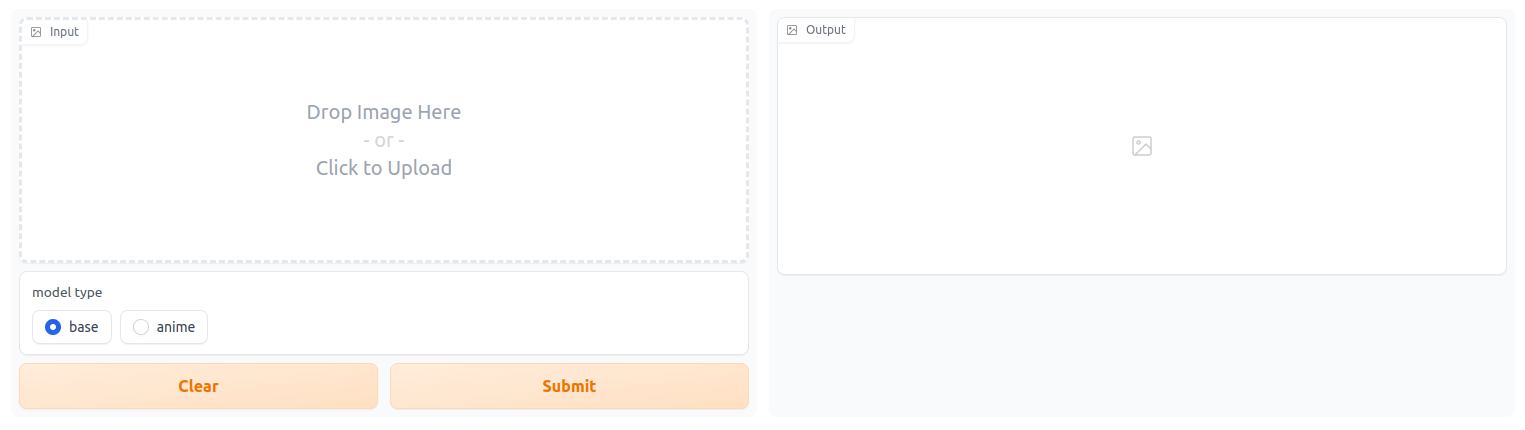 Input
Drop Image Here
- or -
Click to Upload
model type
base
anime
Clear
Submit
Output